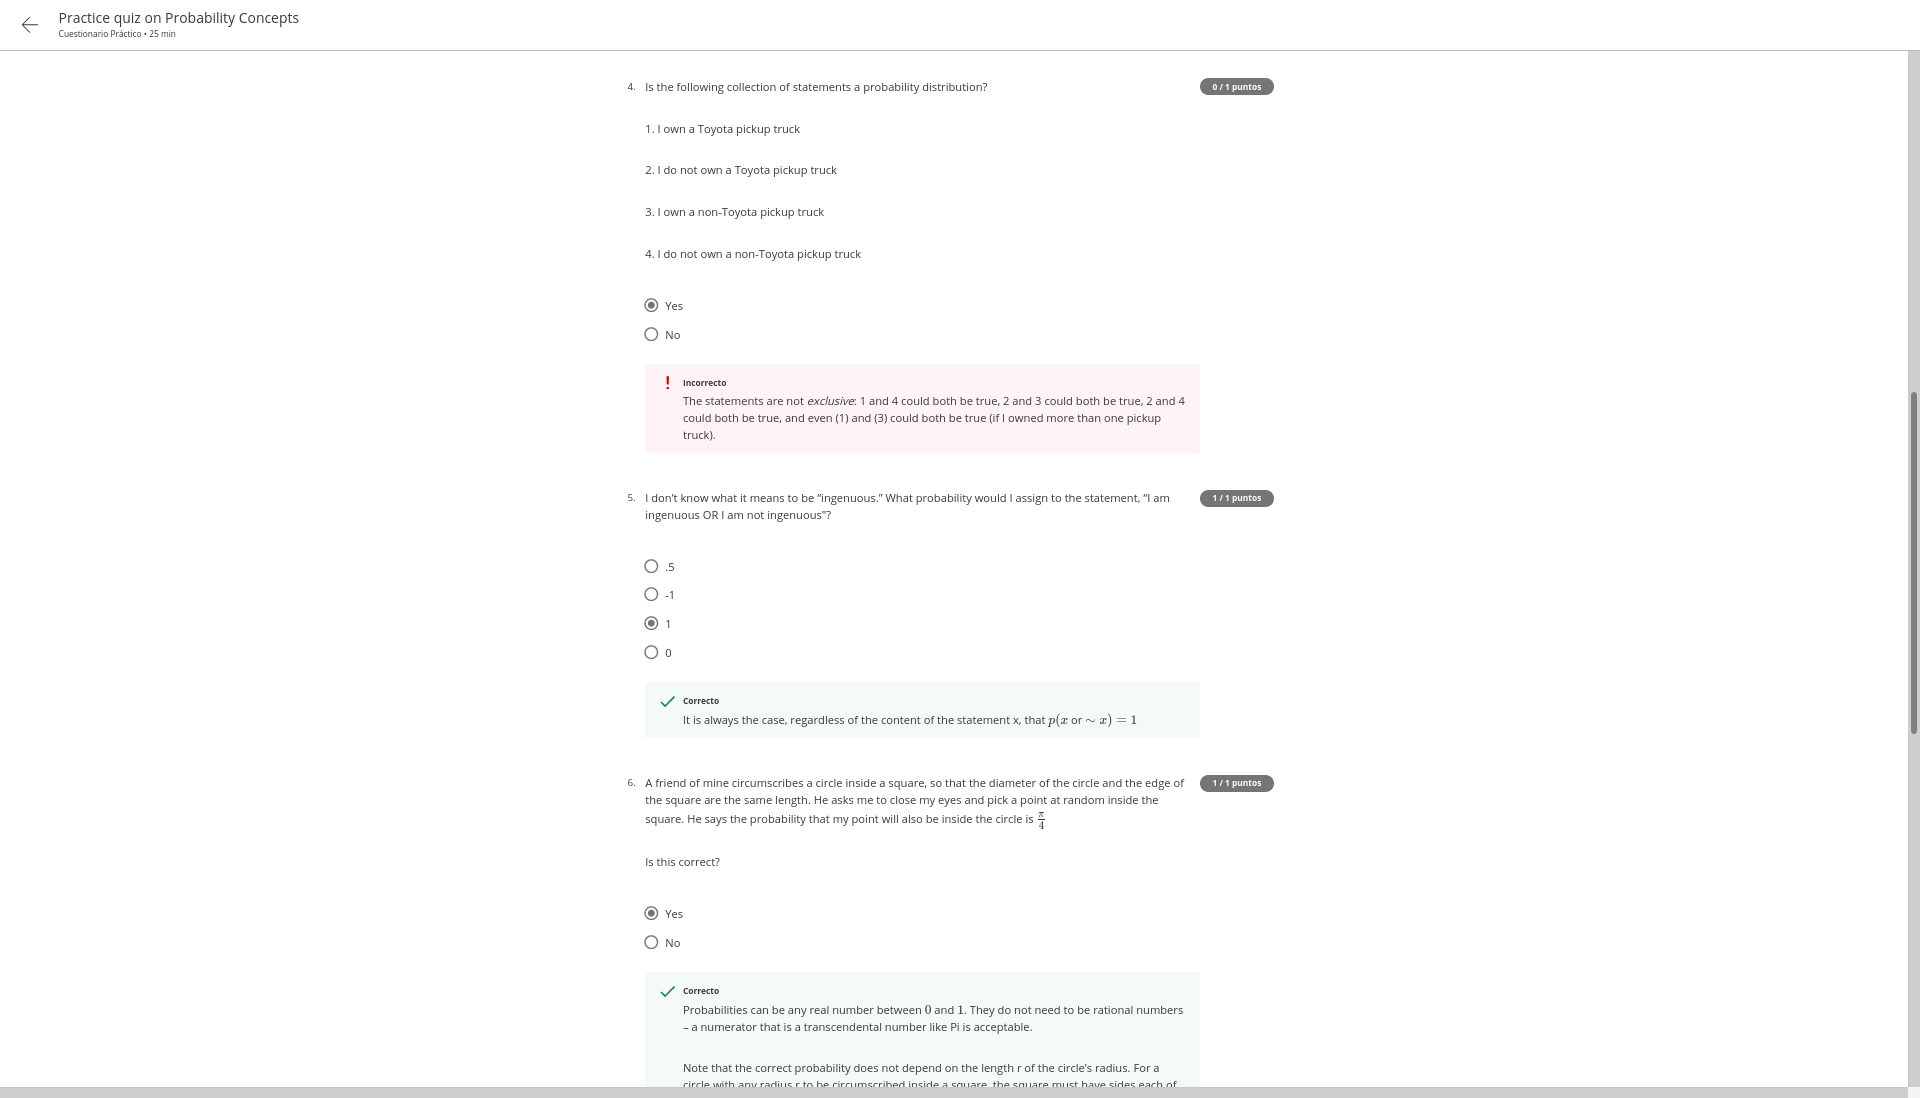 Practice quiz on Probability Concepts
Cuestionario Práctico • 25 min
4. Is the following collection of statements a probability distribution?
0 / 1 puntos
1. I own a Toyota pickup truck
2. I do not own a Toyota pickup truck
3. I own a non-Toyota pickup truck
4. I do not own a non-Toyota pickup truck
Yes
No
Incorrecto
The statements are not exclusive: 1 and 4 could both be true, 2 and 3 could both be true, 2 and 4
could both be true, and even (1) and (3) could both be true (if I owned more than one pickup
truck).
5. I don't know what it means to be “ingenuous.” What probability would I assign to the statement, “I am
ingenuous OR I am not ingenuous"?
1 / 1 puntos
.5
-1
1
0
Correcto
It is always the case, regardless of the content of the statement x, that p(x or ∼ x) = 1
6. A friend of mine circumscribes a circle inside a square, so that the diameter of the circle and the edge of
the square are the same length. He asks me to close my eyes and pick a point at random inside the
square. He says the probability that my point will also be inside the circle is π/4
1 / 1 puntos
Is this correct?
Yes
No
Correcto
Probabilities can be any real number between 0 and 1. They do not need to be rational numbers
– a numerator that is a transcendental number like Pi is acceptable.
Note that the correct probability does not depend on the length r of the circle's radius. For a
circle with any radius r to be circumscribed inside a square, the square must have sides each of